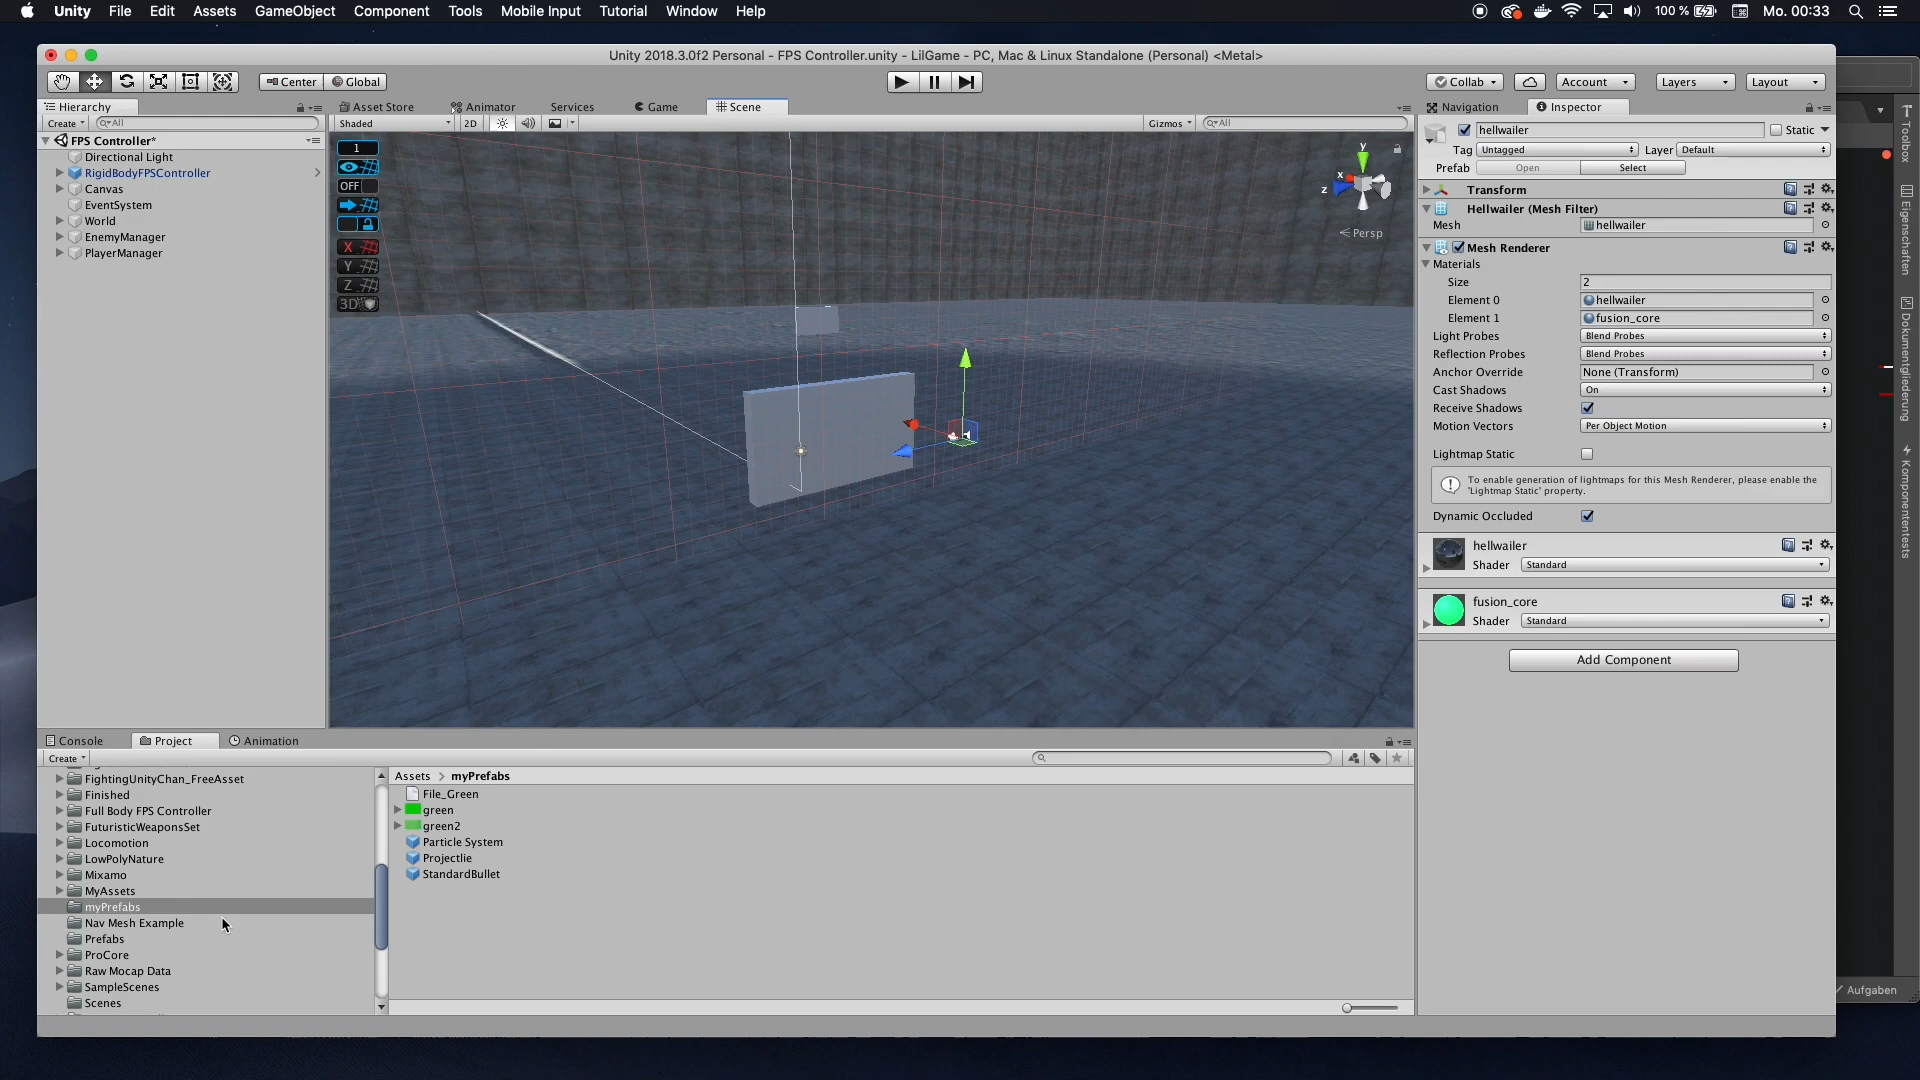 Unity File Edit Assets GameObject Component Tools Mobile Input Tutorial Window Help 100 % Mo. 00:33
Unity 2018.3.0f2 Personal - FPS Controller.unity - LilGame - PC, Mac & Linux Standalone (Personal) <Metal>
Center Global Collab Account Layers Layout
Hierarchy Asset Store Animator Services Game Scene Navigation Inspector
Create All Shaded 2D Gizmos All
FPS Controller*
Directional Light
RigidBodyFPSController
Canvas
EventSystem
World
EnemyManager
PlayerManager
1
OFF
X
Y
Z
3D
y
x
z
Persp
hellwailer Static
Tag Untagged Layer Default
Prefab Open Select
Transform
Hellwailer (Mesh Filter)
Mesh hellwailer
Mesh Renderer
Materials
Size 2
Element 0 hellwailer
Element 1 fusion_core
Light Probes Blend Probes
Reflection Probes Blend Probes
Anchor Override None (Transform)
Cast Shadows On
Receive Shadows
Motion Vectors Per Object Motion
Lightmap Static
To enable generation of lightmaps for this Mesh Renderer, please enable the
'Lightmap Static' property.
Dynamic Occluded
hellwailer
Shader Standard
fusion_core
Shader Standard
Add Component
Toolbox
Eigenschaften
Dokumentgliederung
Komponententests
Aufgaben
Console Project Animation
Create
FightingUnityChan_FreeAsset
Finished
Full Body FPS Controller
FuturisticWeaponsSet
Locomotion
LowPolyNature
Mixamo
MyAssets
myPrefabs
Nav Mesh Example
Prefabs
ProCore
Raw Mocap Data
SampleScenes
Scenes
Assets > myPrefabs
File_Green
green
green2
Particle System
Projectlie
StandardBullet